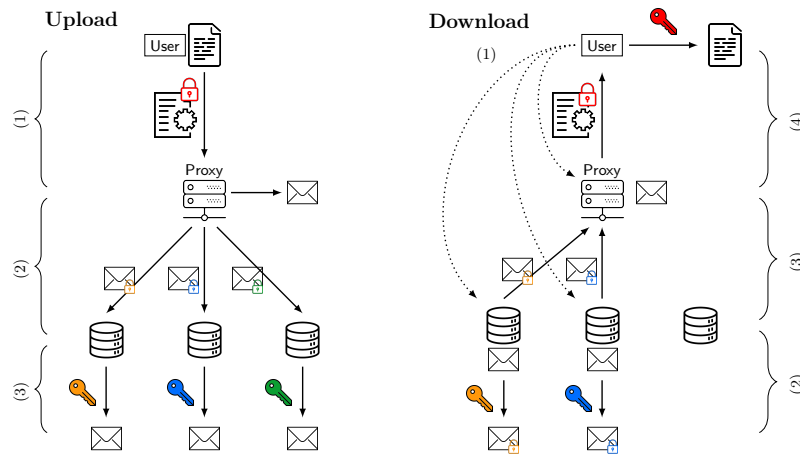 Upload
User
(1)
Proxy
(2)
(3)
Download
(1)
User
(4)
Proxy
(3)
(2)